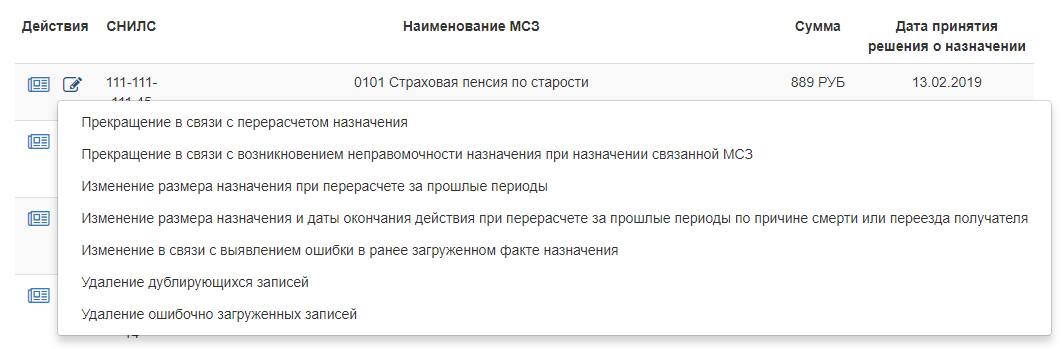 Действия СНИЛС Наименование МСЗ Сумма Дата принятия
решения о назначении
111-111- 0101 Страховая пенсия по старости 889 РУБ 13.02.2019
Прекращение в связи с перерасчетом назначения
Прекращение в связи с возникновением неправомочности назначения при назначении связанной МСЗ
Изменение размера назначения при перерасчете за прошлые периоды
Изменение размера назначения и даты окончания действия при перерасчете за прошлые периоды по причине смерти или переезда получателя
Изменение в связи с выявлением ошибки в ранее загруженном факте назначения
Удаление дублирующихся записей
Удаление ошибочно загруженных записей